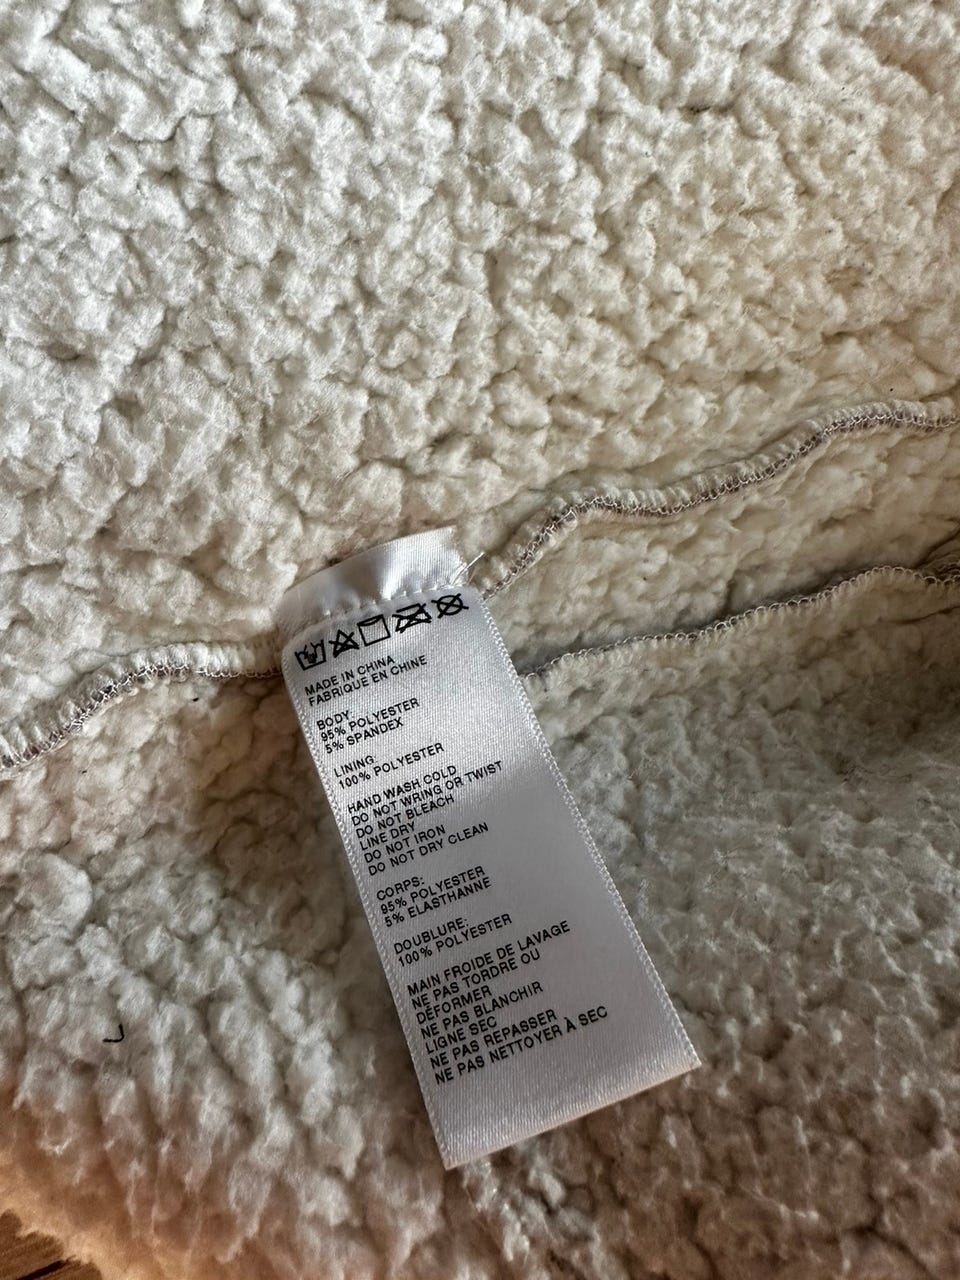 MADE IN CHINA
FABRIQUE EN CHINE
BODY:
95% POLYESTER
5% SPANDEX
LINING:
100% POLYESTER
HAND WASH COLD
DO NOT WRING OR TWIST
DO NOT BLEACH
LINE DRY
DO NOT IRON
DO NOT DRY CLEAN
CORPS:
95% POLYESTER
5% ELASTHANNE
DOUBLURE:
100% POLYESTER
MAIN FROIDE DE LAVAGE
NE PAS TORDRE OU
DÉFORMER
NE PAS BLANCHIR
LIGNE SEC
NE PAS REPASSER
NE PAS NETTOYER À SEC